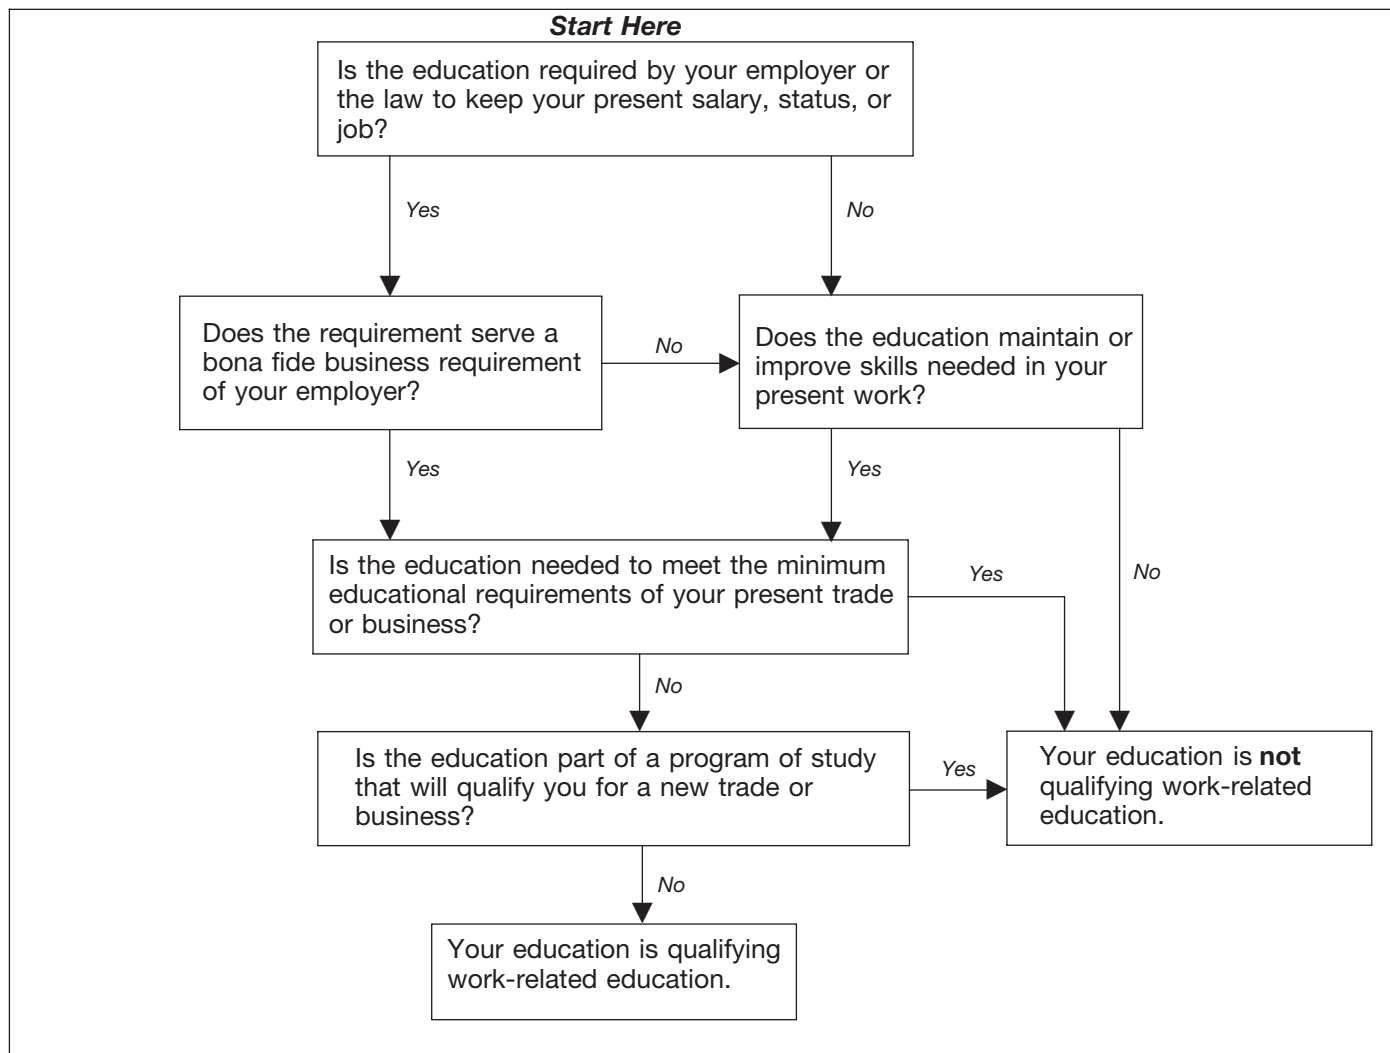 Start Here
Is the education required by your employer or
the law to keep your present salary, status, or
job?
Yes
No
Does the requirement serve a
bona fide business requirement
of your employer?
No
Does the education maintain or
improve skills needed in your
present work?
Yes
Yes
Is the education needed to meet the minimum
educational requirements of your present trade
or business?
Yes
No
No
Is the education part of a program of study
that will qualify you for a new trade or
business?
Yes
Your education is not
qualifying work-related
education.
No
Your education is qualifying
work-related education.